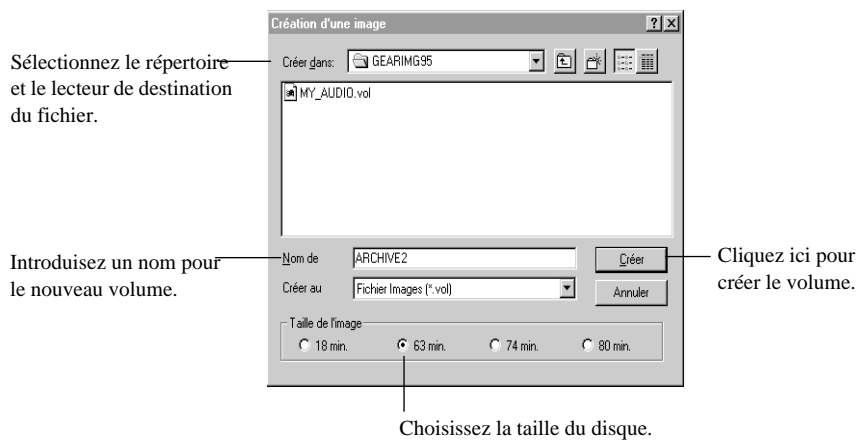 Création d'une image
Sélectionnez le répertoire
et le lecteur de destination
du fichier.
Créer dans: GEARIMG95
MY_AUDIO.vol
Introduisez un nom pour
le nouveau volume.
Nom de ARCHIVE2 Créer
Créer au Fichier Images (*.vol) Annuler
Cliquez ici pour
créer le volume.
Taille de l'image
18 min. 63 min. 74 min. 80 min.
Choisissez la taille du disque.